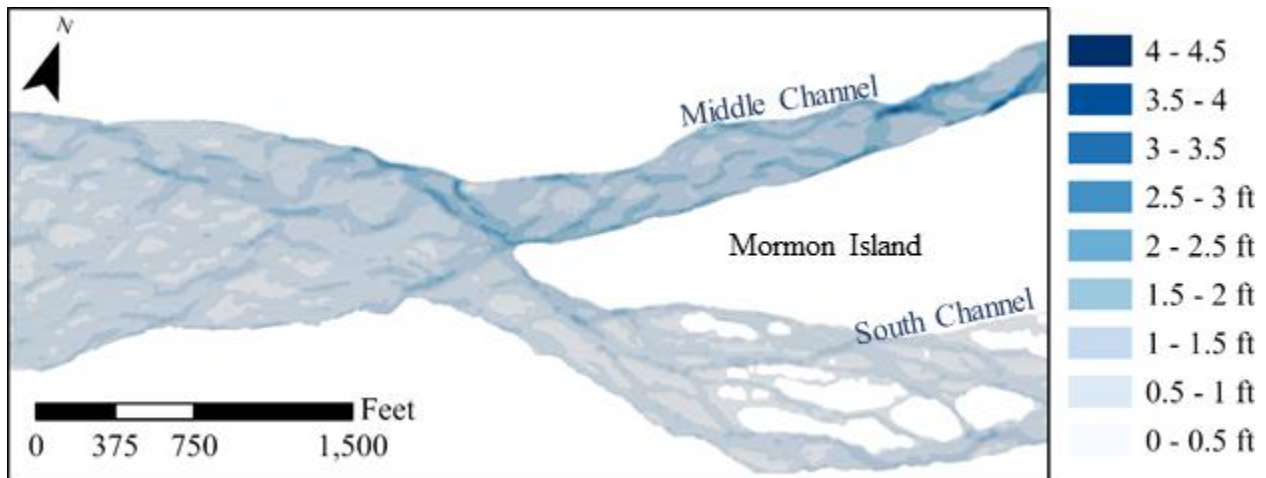 N
Middle Channel
Mormon Island
South Channel
Feet
0 375 750 1,500
4 - 4.5
3.5 - 4
3 - 3.5
2.5 - 3 ft
2 - 2.5 ft
1.5 - 2 ft
1 - 1.5 ft
0.5 - 1 ft
0 - 0.5 ft